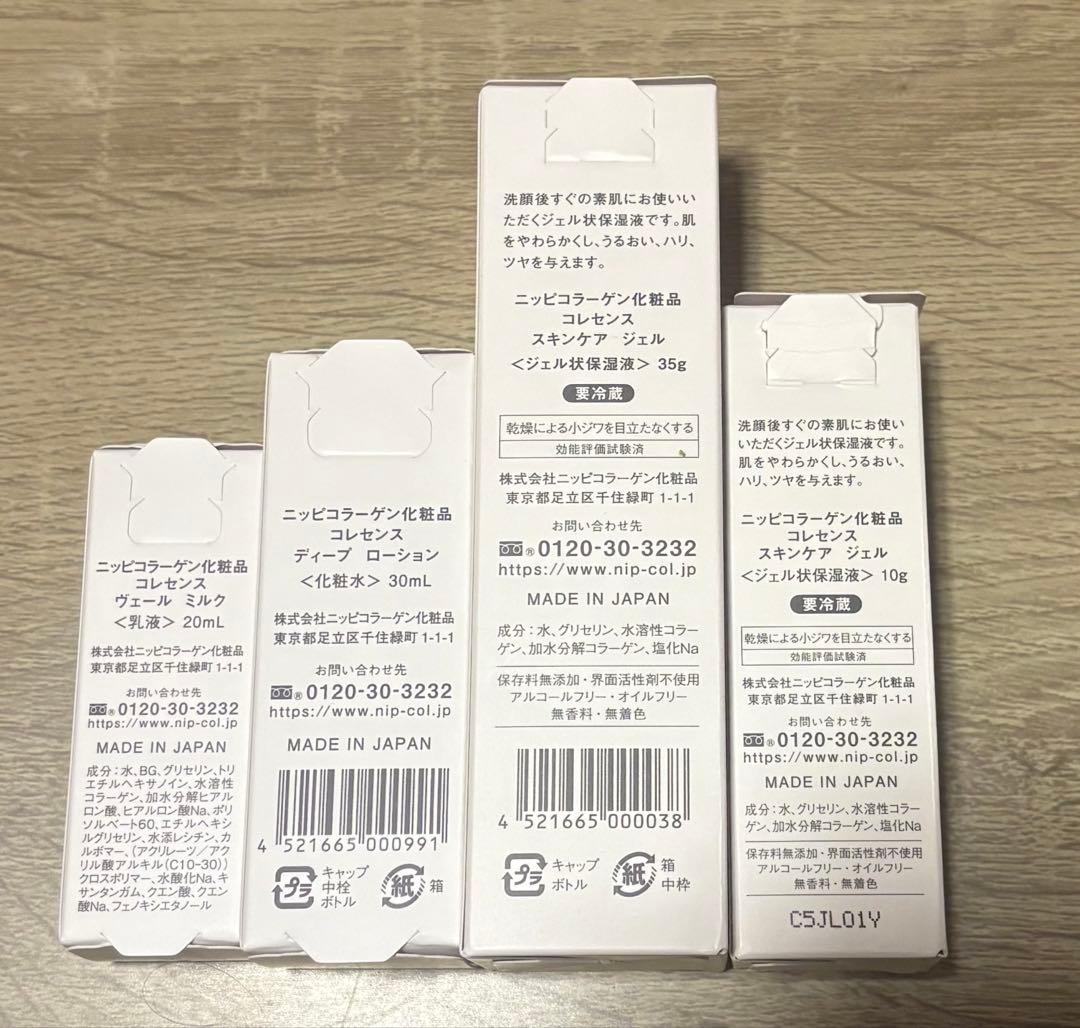 ニッピコラーゲン化粧品
コレセンス
ヴェール ミルク
＜乳液＞ 20mL
株式会社ニッピコラーゲン化粧品
東京都足立区千住緑町 1-1-1
お問い合わせ先
® 0120-30-3232
https://www.nip-col.jp
MADE IN JAPAN
成分：水、BG、グリセリン、トリ
エチルヘキサノイン、水溶性
コラーゲン、加水分解ヒアル
ロン酸、ヒアルロン酸Na、ポリ
ソルベート60、エチルヘキシ
ルグリセリン、水添レシチン、カ
ルボマー、(アクリレーツ／アク
リル酸アルキル(C10-30))
クロスポリマー、水酸化Na、キ
サンタンガム、クエン酸、クエン
酸Na、フェノキシエタノール
ニッピコラーゲン化粧品
コレセンス
ディープ ローション
＜化粧水＞ 30mL
株式会社ニッピコラーゲン化粧品
東京都足立区千住緑町 1-1-1
お問い合わせ先
® 0120-30-3232
https://www.nip-col.jp
MADE IN JAPAN
4 521665 000991
プラ
キャップ
中栓
ボトル
紙
箱
洗顔後すぐの素肌にお使いい
ただくジェル状保湿液です。肌
をやわらかくし、うるおい、ハリ、
ツヤを与えます。
ニッピコラーゲン化粧品
コレセンス
スキンケア ジェル
＜ジェル状保湿液＞ 35g
要冷蔵
乾燥による小ジワを目立たなくする
効能評価試験済
株式会社ニッピコラーゲン化粧品
東京都足立区千住緑町 1-1-1
お問い合わせ先
® 0120-30-3232
https://www.nip-col.jp
MADE IN JAPAN
成分：水、グリセリン、水溶性コラー
ゲン、加水分解コラーゲン、塩化Na
保存料無添加・界面活性剤不使用
アルコールフリー・オイルフリー
無香料・無着色
4 521665 000038
プラ
キャップ
ボトル
紙
箱
中枠
洗顔後すぐの素肌にお使い
いただくジェル状保湿液です。
肌をやわらかくし、うるおい、
ハリ、ツヤを与えます。
ニッピコラーゲン化粧品
コレセンス
スキンケア ジェル
＜ジェル状保湿液＞ 10g
要冷蔵
乾燥による小ジワを目立たなくする
効能評価試験済
株式会社ニッピコラーゲン化粧品
東京都足立区千住緑町 1-1-1
お問い合わせ先
® 0120-30-3232
https://www.nip-col.jp
MADE IN JAPAN
成分：水、グリセリン、水溶性コラー
ゲン、加水分解コラーゲン、塩化Na
保存料無添加・界面活性剤不使用
アルコールフリー・オイルフリー
無香料・無着色
C5JL01Y